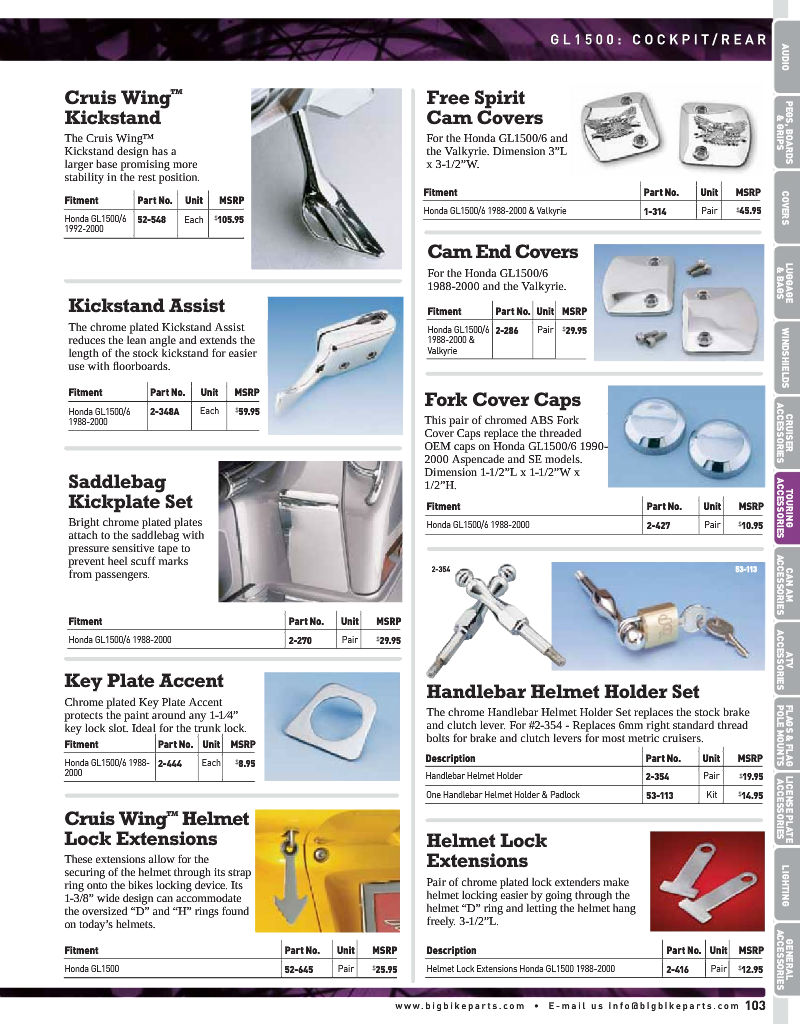 GL1500: COCKPIT/REAR
Cruis Wing™
Kickstand
The Cruis Wing™
Kickstand design has a
larger base promising more
stability in the rest position.
Fitment Part No. Unit MSRP
Honda GL1500/6
1992-2000 52-548 Each $105.95
Kickstand Assist
The chrome plated Kickstand Assist
reduces the lean angle and extends the
length of the stock kickstand for easier
use with floorboards.
Fitment Part No. Unit MSRP
Honda GL1500/6
1988-2000 2-348A Each $59.95
Saddlebag
Kickplate Set
Bright chrome plated plates
attach to the saddlebag with
pressure sensitive tape to
prevent heel scuff marks
from passengers.
Fitment Part No. Unit MSRP
Honda GL1500/6 1988-2000 2-270 Pair $29.95
Key Plate Accent
Chrome plated Key Plate Accent
protects the paint around any 1-1/4”
key lock slot. Ideal for the trunk lock.
Fitment Part No. Unit MSRP
Honda GL1500/6 1988-
2000 2-444 Each $8.95
Cruis Wing™ Helmet
Lock Extensions
These extensions allow for the
securing of the helmet through its strap
ring onto the bikes locking device. Its
1-3/8” wide design can accommodate
the oversized “D” and “H” rings found
on today’s helmets.
Fitment Part No. Unit MSRP
Honda GL1500 52-645 Pair $25.95
Free Spirit
Cam Covers
For the Honda GL1500/6 and
the Valkyrie. Dimension 3”L
x 3-1/2”W.
Fitment Part No. Unit MSRP
Honda GL1500/6 1988-2000 & Valkyrie 1-314 Pair $45.95
Cam End Covers
For the Honda GL1500/6
1988-2000 and the Valkyrie.
Fitment Part No. Unit MSRP
Honda GL1500/6
1988-2000 &
Valkyrie 2-286 Pair $29.95
Fork Cover Caps
This pair of chromed ABS Fork
Cover Caps replace the threaded
OEM caps on Honda GL1500/6 1990-
2000 Aspencade and SE models.
Dimension 1-1/2”L x 1-1/2”W x
1/2”H.
Fitment Part No. Unit MSRP
Honda GL1500/6 1988-2000 2-427 Pair $10.95
2-354
53-113
Handlebar Helmet Holder Set
The chrome Handlebar Helmet Holder Set replaces the stock brake
and clutch lever. For #2-354 - Replaces 6mm right standard thread
bolts for brake and clutch levers for most metric cruisers.
Description Part No. Unit MSRP
Handlebar Helmet Holder 2-354 Pair $19.95
One Handlebar Helmet Holder & Padlock 53-113 Kit $14.95
Helmet Lock
Extensions
Pair of chrome plated lock extenders make
helmet locking easier by going through the
helmet “D” ring and letting the helmet hang
freely. 3-1/2”L.
Description Part No. Unit MSRP
Helmet Lock Extensions Honda GL1500 1988-2000 2-416 Pair $12.95
AUDIO
PEGS, BOARDS
& GRIPS
COVERS
LUGGAGE
& BAGS
WINDSHIELDS
CRUISER
ACCESSORIES
TOURING
ACCESSORIES
CAN AM
ACCESSORIES
ATV
ACCESSORIES
FLAGS & FLAG
POLE MOUNTS
LICENSE PLATE
ACCESSORIES
LIGHTING
GENERAL
ACCESSORIES
www.bigbikeparts.com • E-mail us info@bigbikeparts.com 103